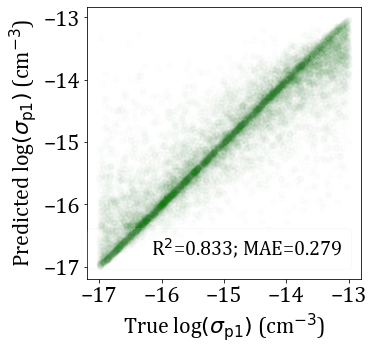 Predicted log(σp1) (cm⁻³)
−13
−14
−15
−16
−17
R²=0.833; MAE=0.279
−17 −16 −15 −14 −13
True log(σp1) (cm⁻³)